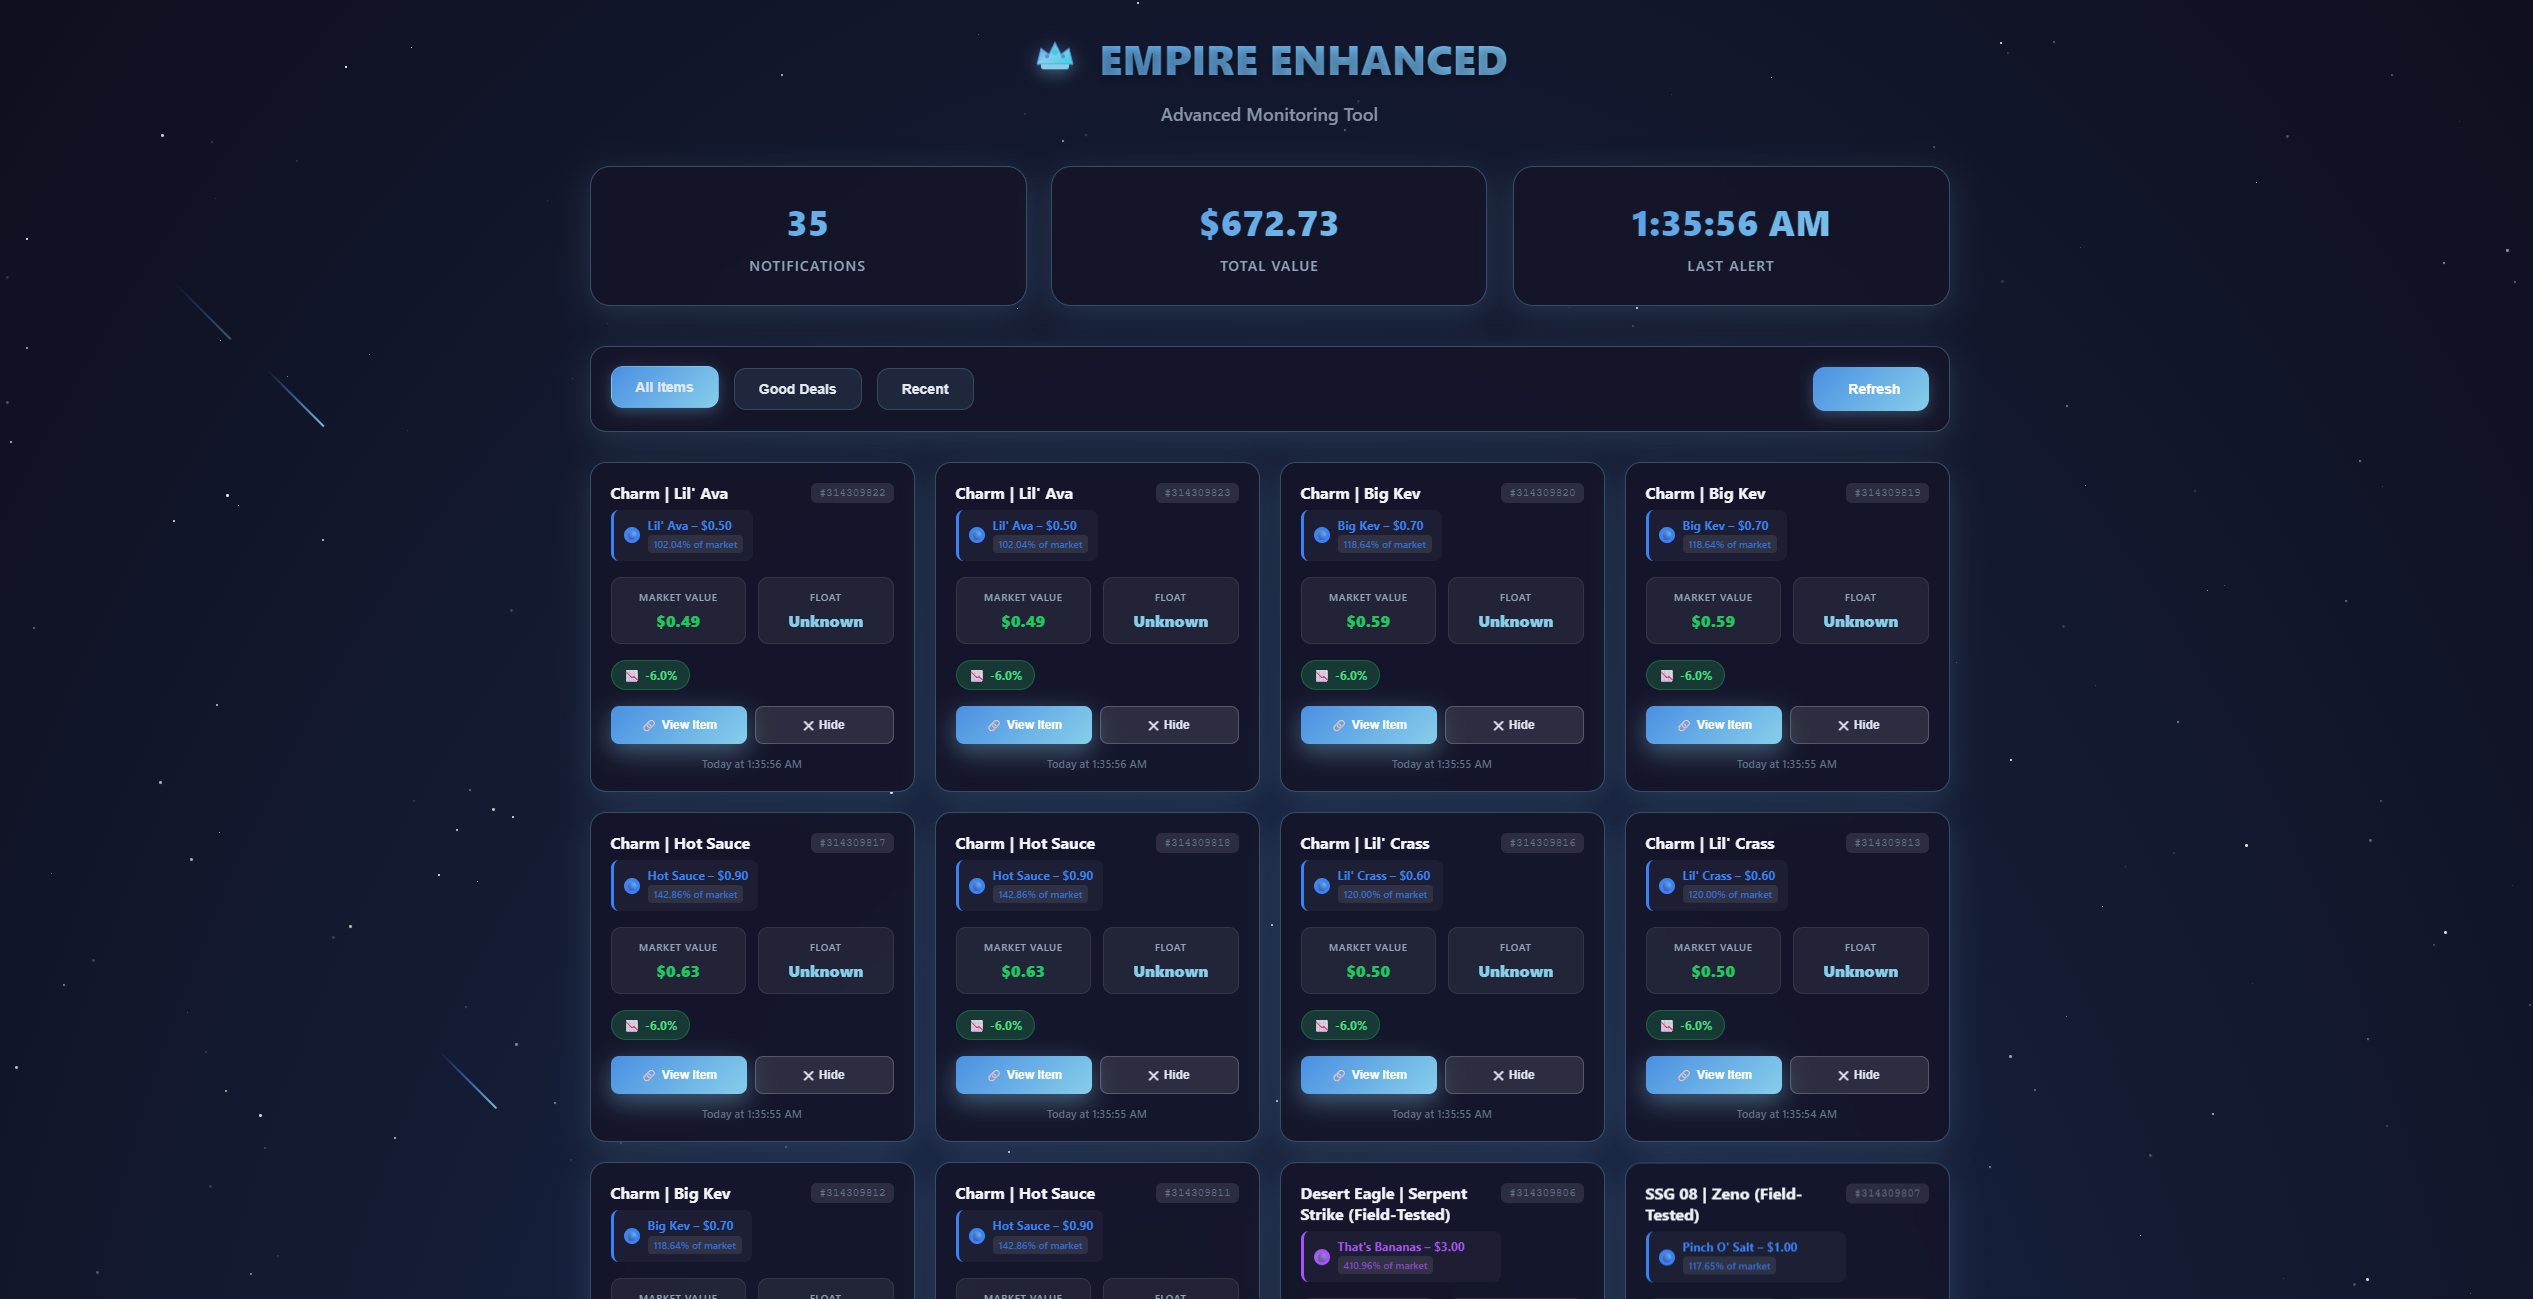 EMPIRE ENHANCED
Advanced Monitoring Tool
35
NOTIFICATIONS
$672.73
TOTAL VALUE
1:35:56 AM
LAST ALERT
All Items
Good Deals
Recent
Refresh
Charm | Lil' Ava
#314309822
Lil' Ava – $0.50
102.04% of market
MARKET VALUE
$0.49
FLOAT
Unknown
-6.0%
View Item
Hide
Today at 1:35:56 AM
Charm | Lil' Ava
#314309823
Lil' Ava – $0.50
102.04% of market
MARKET VALUE
$0.49
FLOAT
Unknown
-6.0%
View Item
Hide
Today at 1:35:56 AM
Charm | Big Kev
#314309820
Big Kev – $0.70
118.64% of market
MARKET VALUE
$0.59
FLOAT
Unknown
-6.0%
View Item
Hide
Today at 1:35:55 AM
Charm | Big Kev
#314309819
Big Kev – $0.70
118.64% of market
MARKET VALUE
$0.59
FLOAT
Unknown
-6.0%
View Item
Hide
Today at 1:35:55 AM
Charm | Hot Sauce
#314309817
Hot Sauce – $0.90
142.86% of market
MARKET VALUE
$0.63
FLOAT
Unknown
-6.0%
View Item
Hide
Today at 1:35:55 AM
Charm | Hot Sauce
#314309818
Hot Sauce – $0.90
142.86% of market
MARKET VALUE
$0.63
FLOAT
Unknown
-6.0%
View Item
Hide
Today at 1:35:55 AM
Charm | Lil' Crass
#314309816
Lil' Crass – $0.60
120.00% of market
MARKET VALUE
$0.50
FLOAT
Unknown
-6.0%
View Item
Hide
Today at 1:35:55 AM
Charm | Lil' Crass
#314309813
Lil' Crass – $0.60
120.00% of market
MARKET VALUE
$0.50
FLOAT
Unknown
-6.0%
View Item
Hide
Today at 1:35:54 AM
Charm | Big Kev
#314309812
Big Kev – $0.70
118.64% of market
MARKET VALUE
FLOAT
Charm | Hot Sauce
#314309811
Hot Sauce – $0.90
142.86% of market
MARKET VALUE
FLOAT
Desert Eagle | Serpent
Strike (Field-Tested)
#314309806
That's Bananas – $3.00
410.96% of market
SSG 08 | Zeno (Field-
Tested)
#314309807
Pinch O' Salt – $1.00
117.65% of market